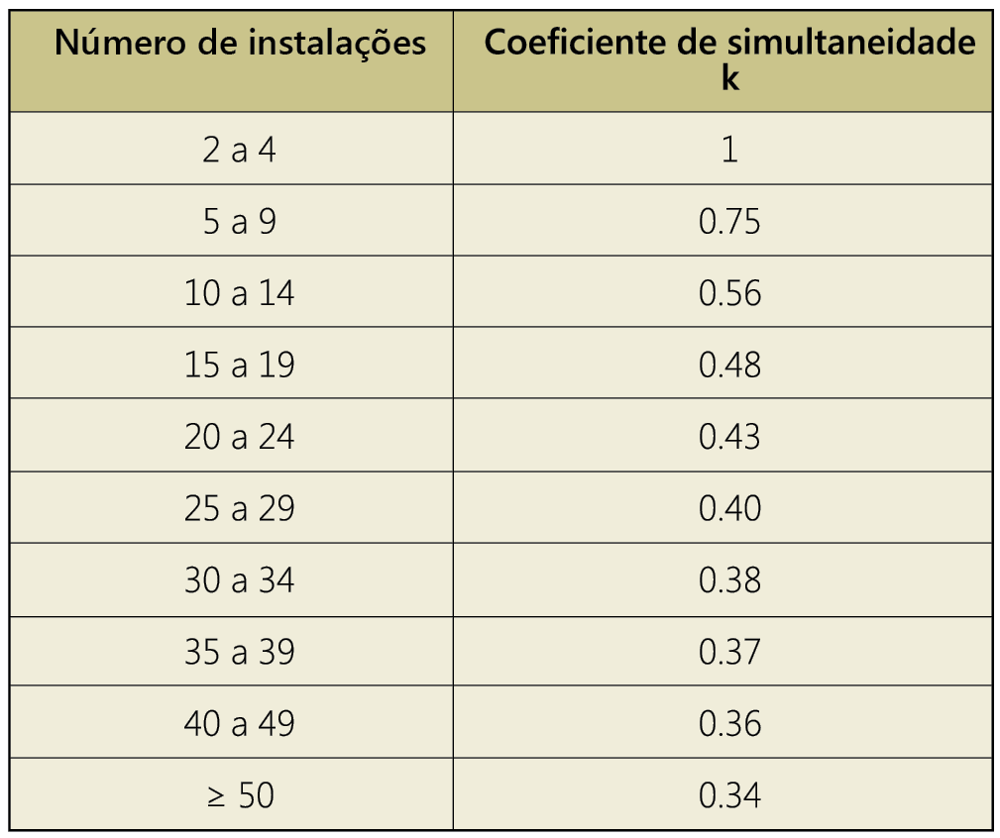 Número de instalações
Coeficiente de simultaneidade
k
2 a 4
1
5 a 9
0.75
10 a 14
0.56
15 a 19
0.48
20 a 24
0.43
25 a 29
0.40
30 a 34
0.38
35 a 39
0.37
40 a 49
0.36
≥ 50
0.34